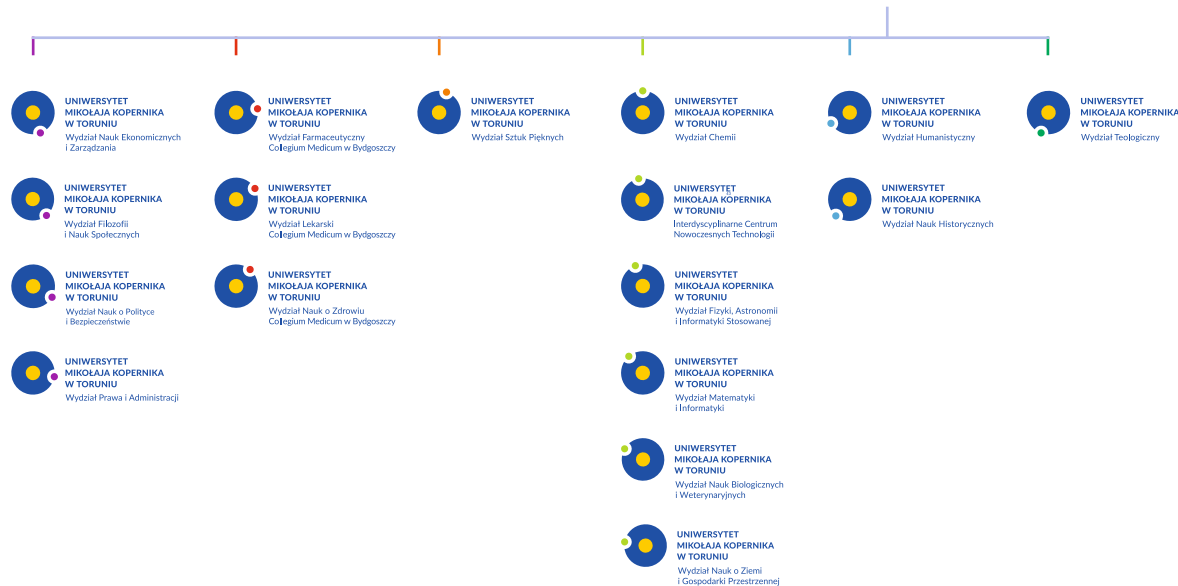 UNIWERSYTET
MIKOŁAJA KOPERNIKA
W TORUNIU
Wydział Nauk Ekonomicznych
i Zarządzania
UNIWERSYTET
MIKOŁAJA KOPERNIKA
W TORUNIU
Wydział Filozofii
i Nauk Społecznych
UNIWERSYTET
MIKOŁAJA KOPERNIKA
W TORUNIU
Wydział Nauk o Polityce
i Bezpieczeństwie
UNIWERSYTET
MIKOŁAJA KOPERNIKA
W TORUNIU
Wydział Prawa i Administracji
UNIWERSYTET
MIKOŁAJA KOPERNIKA
W TORUNIU
Wydział Farmaceutyczny
Collegium Medicum w Bydgoszczy
UNIWERSYTET
MIKOŁAJA KOPERNIKA
W TORUNIU
Wydział Lekarski
Collegium Medicum w Bydgoszczy
UNIWERSYTET
MIKOŁAJA KOPERNIKA
W TORUNIU
Wydział Nauk o Zdrowiu
Collegium Medicum w Bydgoszczy
UNIWERSYTET
MIKOŁAJA KOPERNIKA
W TORUNIU
Wydział Sztuk Pięknych
UNIWERSYTET
MIKOŁAJA KOPERNIKA
W TORUNIU
Wydział Chemii
UNIWERSYTET
MIKOŁAJA KOPERNIKA
W TORUNIU
Interdyscyplinarne Centrum
Nowoczesnych Technologii
UNIWERSYTET
MIKOŁAJA KOPERNIKA
W TORUNIU
Wydział Fizyki, Astronomii
i Informatyki Stosowanej
UNIWERSYTET
MIKOŁAJA KOPERNIKA
W TORUNIU
Wydział Matematyki
i Informatyki
UNIWERSYTET
MIKOŁAJA KOPERNIKA
W TORUNIU
Wydział Nauk Biologicznych
i Weterynaryjnych
UNIWERSYTET
MIKOŁAJA KOPERNIKA
W TORUNIU
Wydział Nauk o Ziemi
i Gospodarki Przestrzennej
UNIWERSYTET
MIKOŁAJA KOPERNIKA
W TORUNIU
Wydział Humanistyczny
UNIWERSYTET
MIKOŁAJA KOPERNIKA
W TORUNIU
Wydział Nauk Historycznych
UNIWERSYTET
MIKOŁAJA KOPERNIKA
W TORUNIU
Wydział Teologiczny